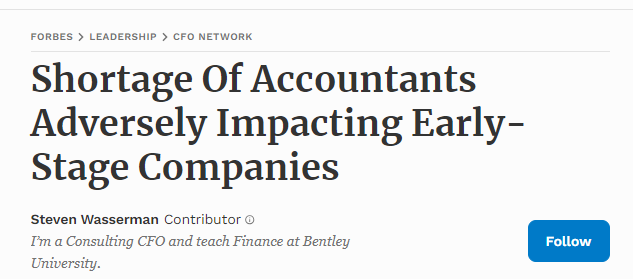 FORBES > LEADERSHIP > CFO NETWORK
Shortage Of Accountants
Adversely Impacting Early-
Stage Companies
Steven Wasserman Contributor
I'm a Consulting CFO and teach Finance at Bentley
University.
Follow